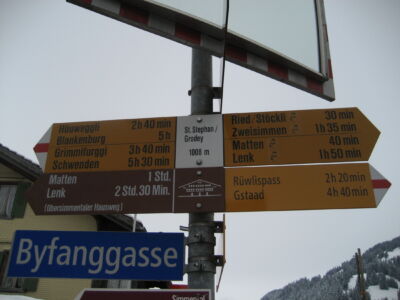 Häuweggli 2h 40 min
Blankenburg 5 h
Grimmifurggi 3h 40 min
Schwenden 5h 30 min
St. Stephan /
Grodey
1008 m
Ried/Stöckli 30 min
Zweisimmen 1h 35 min
Matten 40 min
Lenk 1h 50 min
Matten 1 Std.
Lenk 2 Std. 30 Min.
(Obersimmentaler Hausweg)
Rüwlispass 2h 20 min
Gstaad 4h 40 min
Byfanggasse